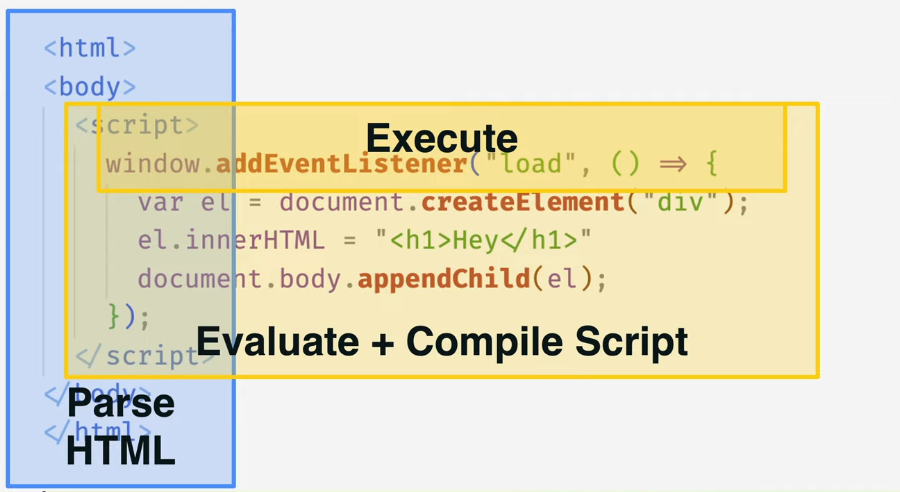 <html>
<body>
<script>
Execute
window.addEventListener("load", () => {
var el = document.createElement("div");
el.innerHTML = "<h1>Hey</h1>"
document.body.appendChild(el);
});
Evaluate + Compile Script
</script>
</body>
Parse
</html>
HTML